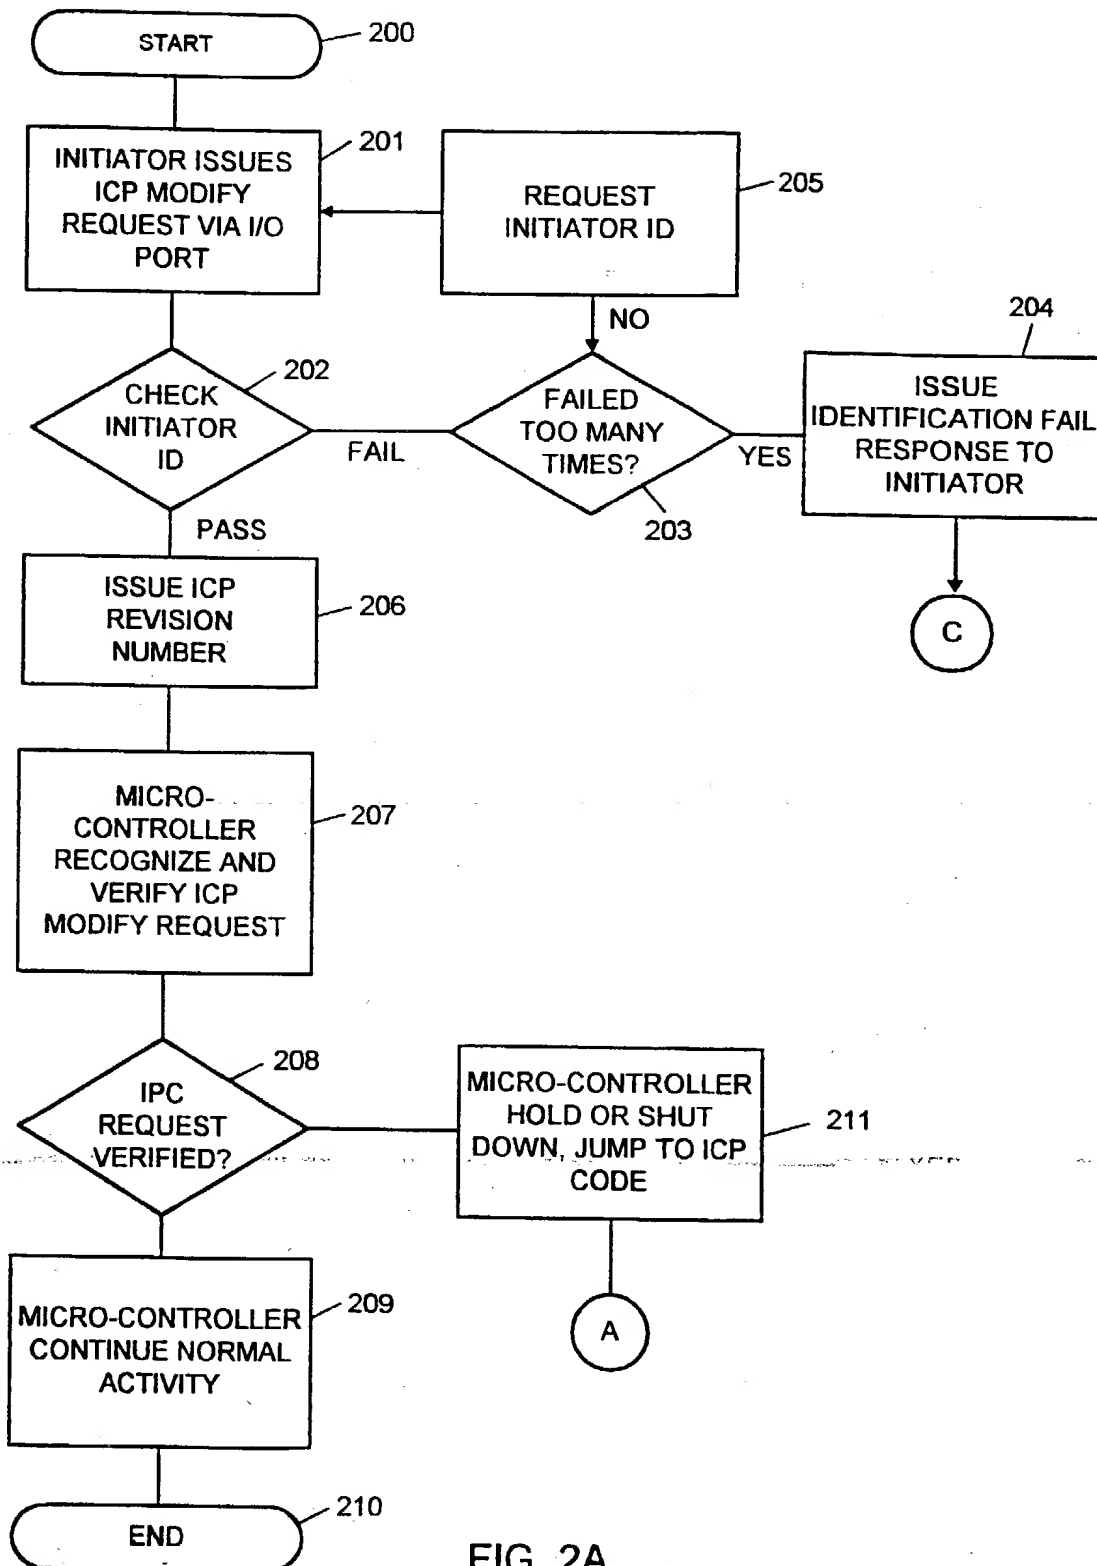 START
200
INITIATOR ISSUES
ICP MODIFY
REQUEST VIA I/O
PORT
201
REQUEST
INITIATOR ID
205
NO
CHECK
INITIATOR
ID
202
FAIL
FAILED
TOO MANY
TIMES?
203
YES
204
ISSUE
IDENTIFICATION FAIL
RESPONSE TO
INITIATOR
C
PASS
ISSUE ICP
REVISION
NUMBER
206
MICRO-
CONTROLLER
RECOGNIZE AND
VERIFY ICP
MODIFY REQUEST
207
IPC
REQUEST
VERIFIED?
208
MICRO-CONTROLLER
HOLD OR SHUT
DOWN, JUMP TO ICP
CODE
211
A
MICRO-CONTROLLER
CONTINUE NORMAL
ACTIVITY
209
END
210
FIG. 2A